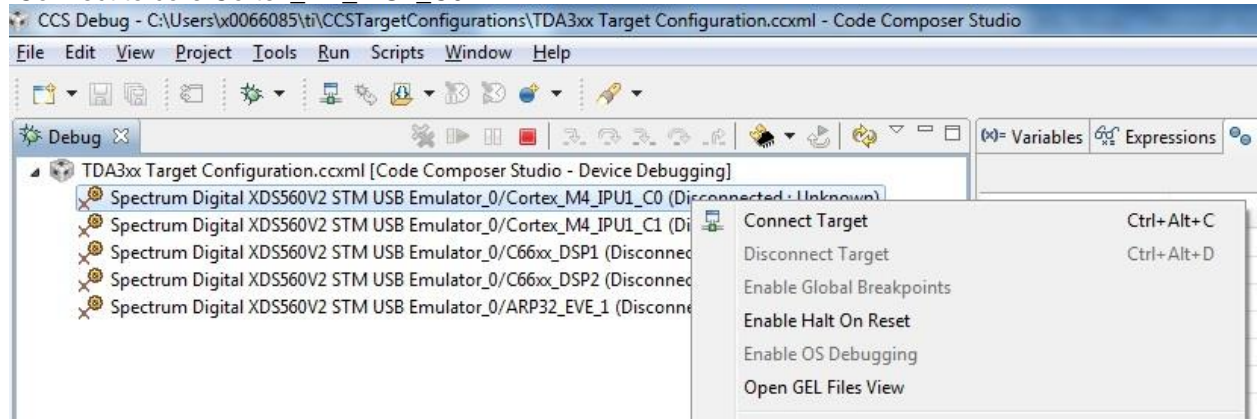 CCS Debug - C:\Users\x0066085\ti\CCSTargetConfigurations\TDA3xx Target Configuration.ccxml - Code Composer Studio
File Edit View Project Tools Run Scripts Window Help
Debug
(x)= Variables Expressions
TDA3xx Target Configuration.ccxml [Code Composer Studio - Device Debugging]
Spectrum Digital XDS560V2 STM USB Emulator_0/Cortex_M4_IPU1_C0 (Disconnected : Unknown)
Spectrum Digital XDS560V2 STM USB Emulator_0/Cortex_M4_IPU1_C1 (Di
Spectrum Digital XDS560V2 STM USB Emulator_0/C66xx_DSP1 (Disconnec
Spectrum Digital XDS560V2 STM USB Emulator_0/C66xx_DSP2 (Disconnec
Spectrum Digital XDS560V2 STM USB Emulator_0/ARP32_EVE_1 (Disconne
Connect Target Ctrl+Alt+C
Disconnect Target Ctrl+Alt+D
Enable Global Breakpoints
Enable Halt On Reset
Enable OS Debugging
Open GEL Files View